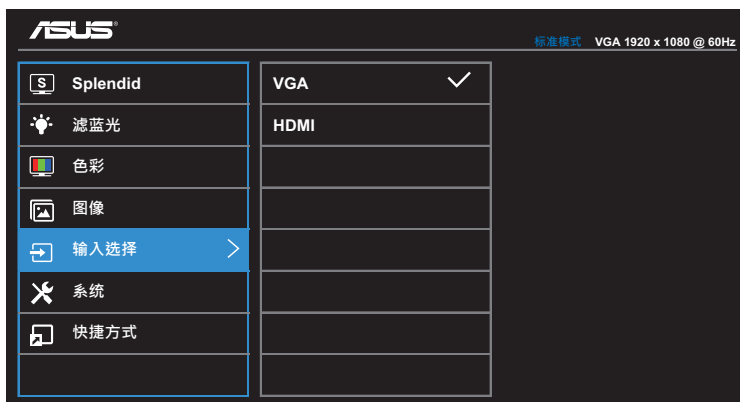 ASUS®
标准模式 VGA 1920 x 1080 @ 60Hz
S Splendid
滤蓝光
色彩
图像
输入选择
系统
快捷方式
VGA
HDMI